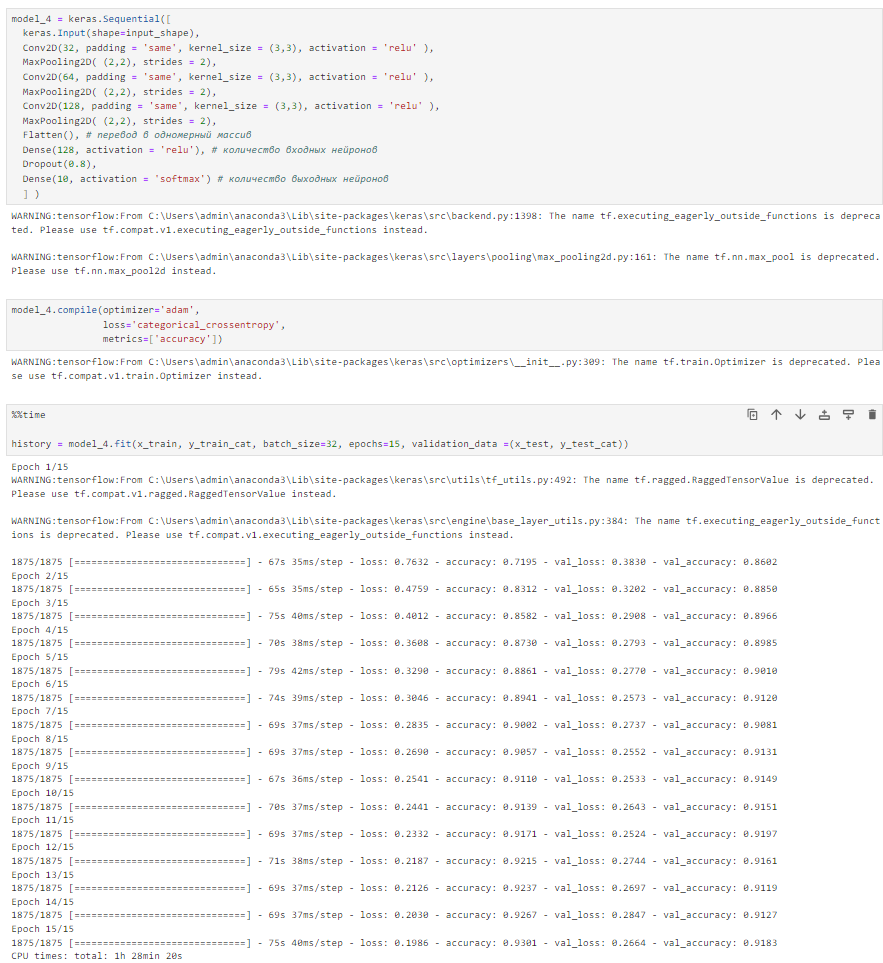 model_4 = keras.Sequential([
keras.Input(shape=input_shape),
Conv2D(32, padding = 'same', kernel_size = (3,3), activation = 'relu' ),
MaxPooling2D( (2,2), strides = 2),
Conv2D(64, padding = 'same', kernel_size = (3,3), activation = 'relu' ),
MaxPooling2D( (2,2), strides = 2),
Conv2D(128, padding = 'same', kernel_size = (3,3), activation = 'relu' ),
MaxPooling2D( (2,2), strides = 2),
Flatten(), # перевод в одномерный массив
Dense(128, activation = 'relu'), # количество входных нейронов
Dropout(0.8),
Dense(10, activation = 'softmax') # количество выходных нейронов
] )
WARNING:tensorflow:From C:\Users\admin\anaconda3\Lib\site-packages\keras\src\backend.py:1398: The name tf.executing_eagerly_outside_functions is depreca
ted. Please use tf.compat.v1.executing_eagerly_outside_functions instead.
WARNING:tensorflow:From C:\Users\admin\anaconda3\Lib\site-packages\keras\src\layers\pooling\max_pooling2d.py:161: The name tf.nn.max_pool is deprecated.
Please use tf.nn.max_pool2d instead.
model_4.compile(optimizer='adam',
loss='categorical_crossentropy',
metrics=['accuracy'])
WARNING:tensorflow:From C:\Users\admin\anaconda3\Lib\site-packages\keras\src\optimizers\__init__.py:309: The name tf.train.Optimizer is deprecated. Plea
se use tf.compat.v1.train.Optimizer instead.
%%time
history = model_4.fit(x_train, y_train_cat, batch_size=32, epochs=15, validation_data =(x_test, y_test_cat))
Epoch 1/15
WARNING:tensorflow:From C:\Users\admin\anaconda3\Lib\site-packages\keras\src\utils\tf_utils.py:492: The name tf.ragged.RaggedTensorValue is deprecated.
Please use tf.compat.v1.ragged.RaggedTensorValue instead.
WARNING:tensorflow:From C:\Users\admin\anaconda3\Lib\site-packages\keras\src\engine\base_layer_utils.py:384: The name tf.executing_eagerly_outside_funct
ions is deprecated. Please use tf.compat.v1.executing_eagerly_outside_functions instead.
1875/1875 [==============================] - 67s 35ms/step - loss: 0.7632 - accuracy: 0.7195 - val_loss: 0.3830 - val_accuracy: 0.8602
Epoch 2/15
1875/1875 [==============================] - 65s 35ms/step - loss: 0.4759 - accuracy: 0.8312 - val_loss: 0.3202 - val_accuracy: 0.8850
Epoch 3/15
1875/1875 [==============================] - 75s 40ms/step - loss: 0.4012 - accuracy: 0.8582 - val_loss: 0.2908 - val_accuracy: 0.8966
Epoch 4/15
1875/1875 [==============================] - 70s 38ms/step - loss: 0.3608 - accuracy: 0.8730 - val_loss: 0.2793 - val_accuracy: 0.8985
Epoch 5/15
1875/1875 [==============================] - 79s 42ms/step - loss: 0.3290 - accuracy: 0.8861 - val_loss: 0.2770 - val_accuracy: 0.9010
Epoch 6/15
1875/1875 [==============================] - 74s 39ms/step - loss: 0.3046 - accuracy: 0.8941 - val_loss: 0.2573 - val_accuracy: 0.9120
Epoch 7/15
1875/1875 [==============================] - 69s 37ms/step - loss: 0.2835 - accuracy: 0.9002 - val_loss: 0.2737 - val_accuracy: 0.9081
Epoch 8/15
1875/1875 [==============================] - 69s 37ms/step - loss: 0.2690 - accuracy: 0.9057 - val_loss: 0.2552 - val_accuracy: 0.9131
Epoch 9/15
1875/1875 [==============================] - 67s 36ms/step - loss: 0.2541 - accuracy: 0.9110 - val_loss: 0.2533 - val_accuracy: 0.9149
Epoch 10/15
1875/1875 [==============================] - 70s 37ms/step - loss: 0.2441 - accuracy: 0.9139 - val_loss: 0.2643 - val_accuracy: 0.9151
Epoch 11/15
1875/1875 [==============================] - 69s 37ms/step - loss: 0.2332 - accuracy: 0.9171 - val_loss: 0.2524 - val_accuracy: 0.9197
Epoch 12/15
1875/1875 [==============================] - 71s 38ms/step - loss: 0.2187 - accuracy: 0.9215 - val_loss: 0.2744 - val_accuracy: 0.9161
Epoch 13/15
1875/1875 [==============================] - 69s 37ms/step - loss: 0.2126 - accuracy: 0.9237 - val_loss: 0.2697 - val_accuracy: 0.9119
Epoch 14/15
1875/1875 [==============================] - 69s 37ms/step - loss: 0.2030 - accuracy: 0.9267 - val_loss: 0.2847 - val_accuracy: 0.9127
Epoch 15/15
1875/1875 [==============================] - 75s 40ms/step - loss: 0.1986 - accuracy: 0.9301 - val_loss: 0.2664 - val_accuracy: 0.9183
CPU times: total: 1h 28min 20s